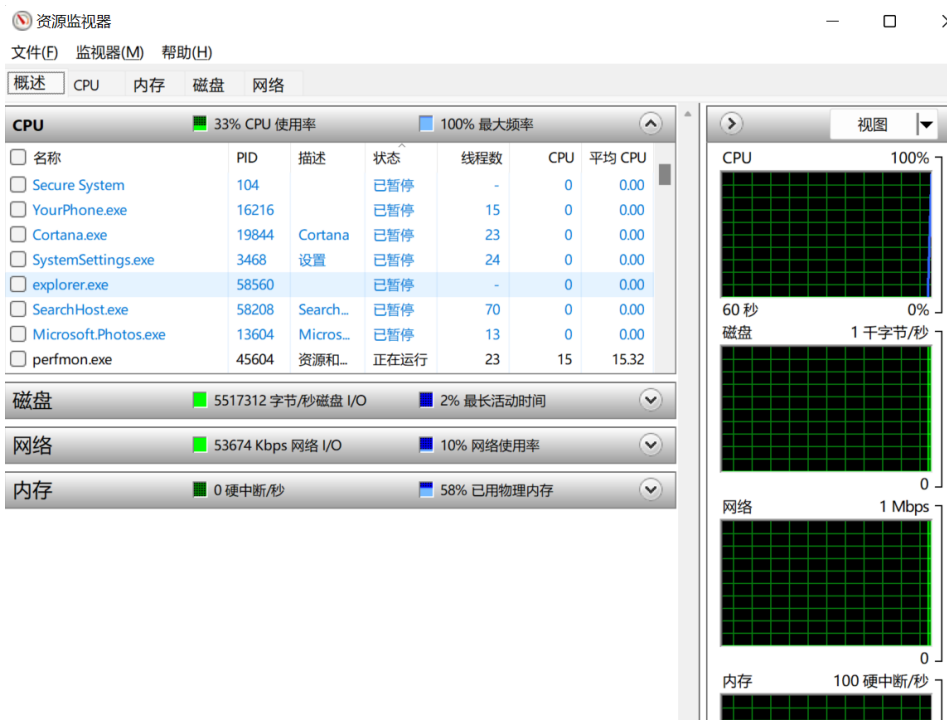 资源监视器
文件(F) 监视器(M) 帮助(H)
概述 CPU 内存 磁盘 网络
CPU 33% CPU 使用率 100% 最大频率
名称 PID 描述 状态 线程数 CPU 平均 CPU
Secure System 104 已暂停 - 0 0.00
YourPhone.exe 16216 已暂停 15 0 0.00
Cortana.exe 19844 Cortana 已暂停 23 0 0.00
SystemSettings.exe 3468 设置 已暂停 24 0 0.00
explorer.exe 58560 已暂停 - 0 0.00
SearchHost.exe 58208 Search... 已暂停 70 0 0.00
Microsoft.Photos.exe 13604 Micros... 已暂停 13 0 0.00
perfmon.exe 45604 资源和... 正在运行 23 15 15.32
磁盘 5517312 字节/秒磁盘 I/O 2% 最长活动时间
网络 53674 Kbps 网络 I/O 10% 网络使用率
内存 0 硬中断/秒 58% 已用物理内存
视图
CPU 100%
60 秒 0%
磁盘 1 千字节/秒
0
网络 1 Mbps
0
内存 100 硬中断/秒